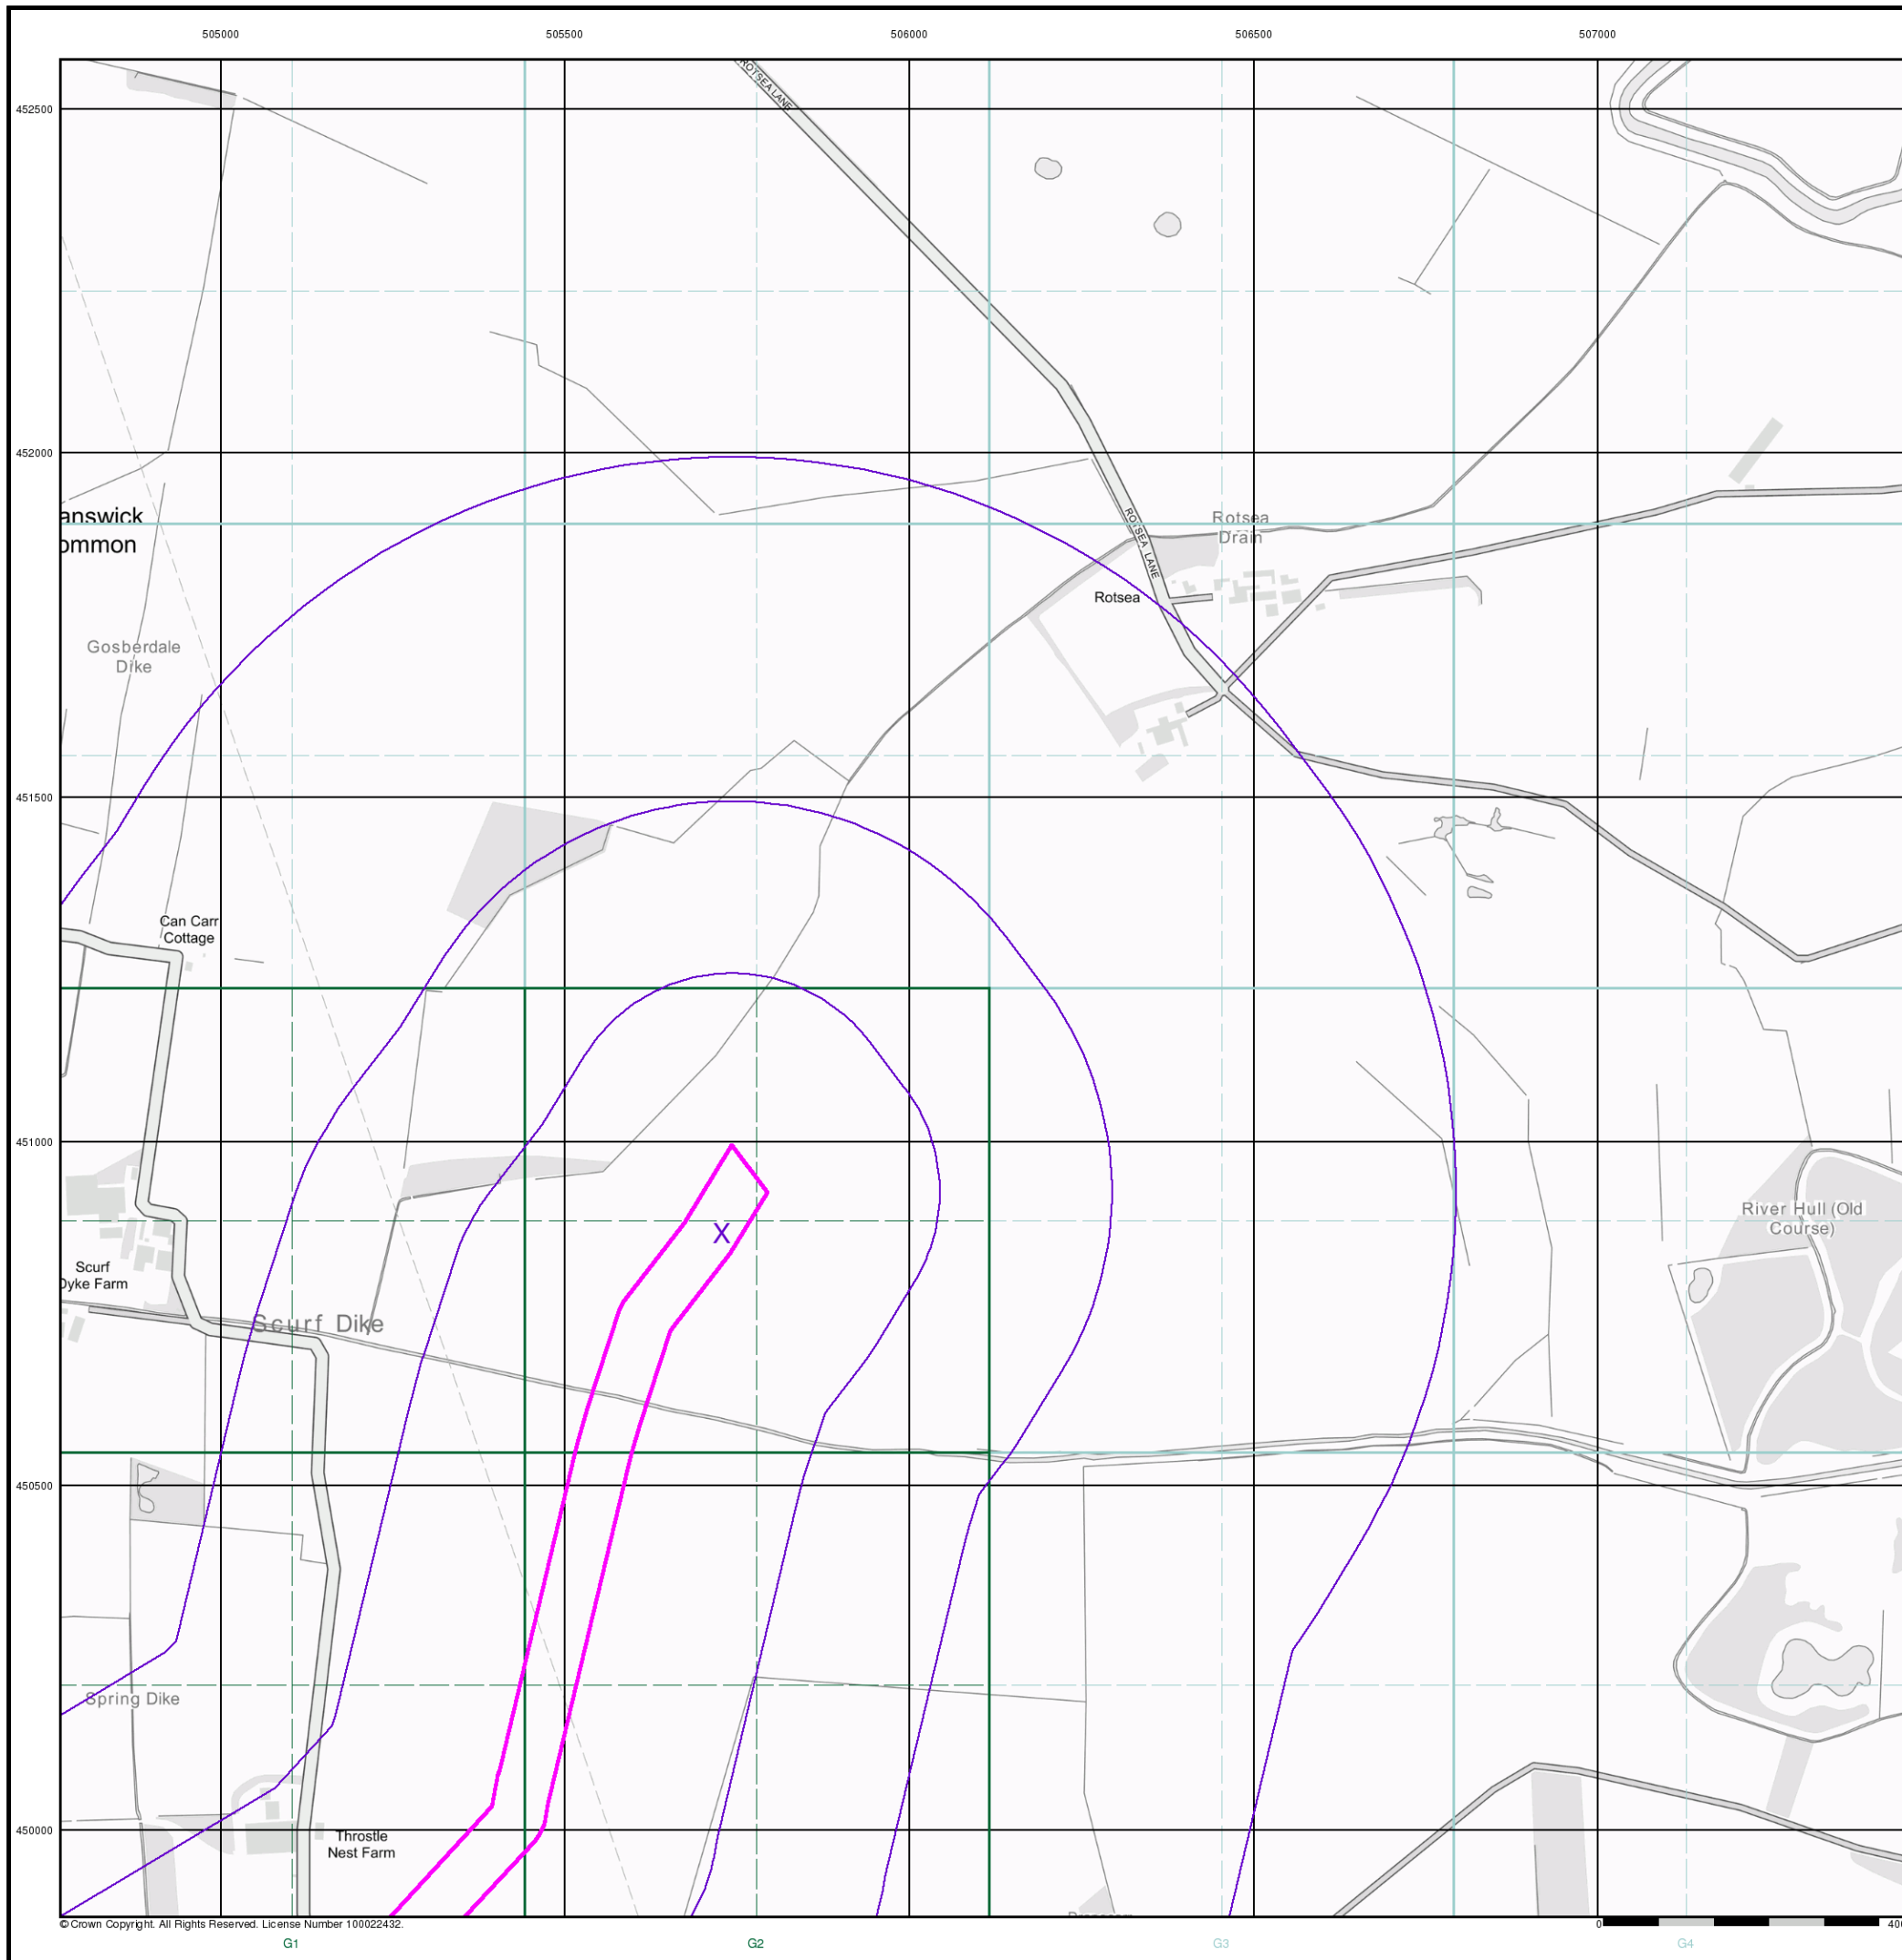 505000 505500 506000 506500 507000
ROTSEA LANE
452500
452000
answick
ommon
ROTSEA LANE
Rotsea
Drain
Rotsea
Gosberdale
Dike
451500
Can Carr
Cottage
451000
X
River Hull (Old
Course)
Scurf
Dyke Farm
Scurf Dike
450500
Spring Dike
450000
Throttle
Nest Farm
© Crown Copyright. All Rights Reserved. License Number 100022432.
0 400
G1 G2 G3 G4